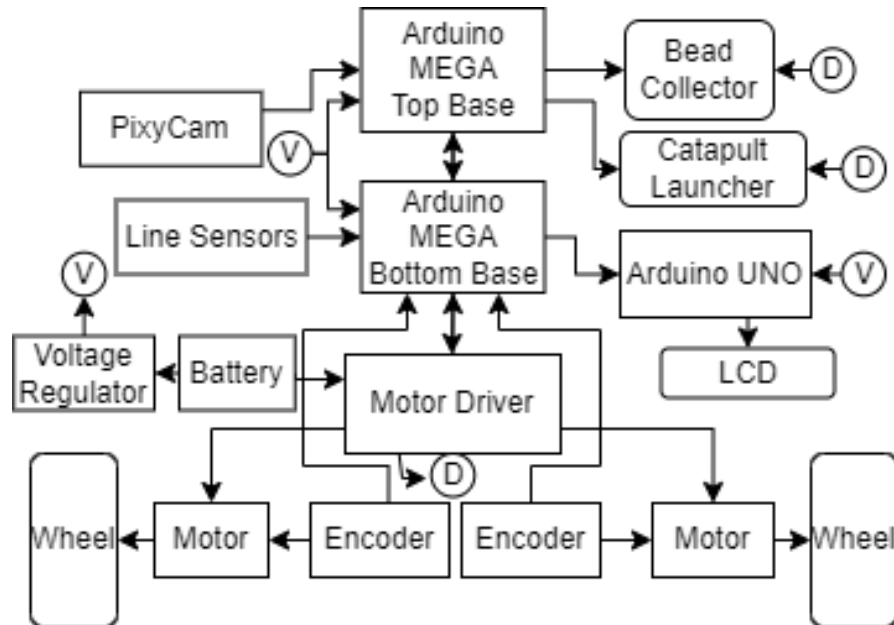 Arduino
MEGA
Top Base
Bead
Collector
D
PixyCam
V
Catapult
Launcher
D
Arduino
MEGA
Bottom Base
Line Sensors
V
Arduino UNO
V
Voltage
Regulator
Battery
Motor Driver
LCD
D
Wheel
Motor
Encoder
Encoder
Motor
Wheel